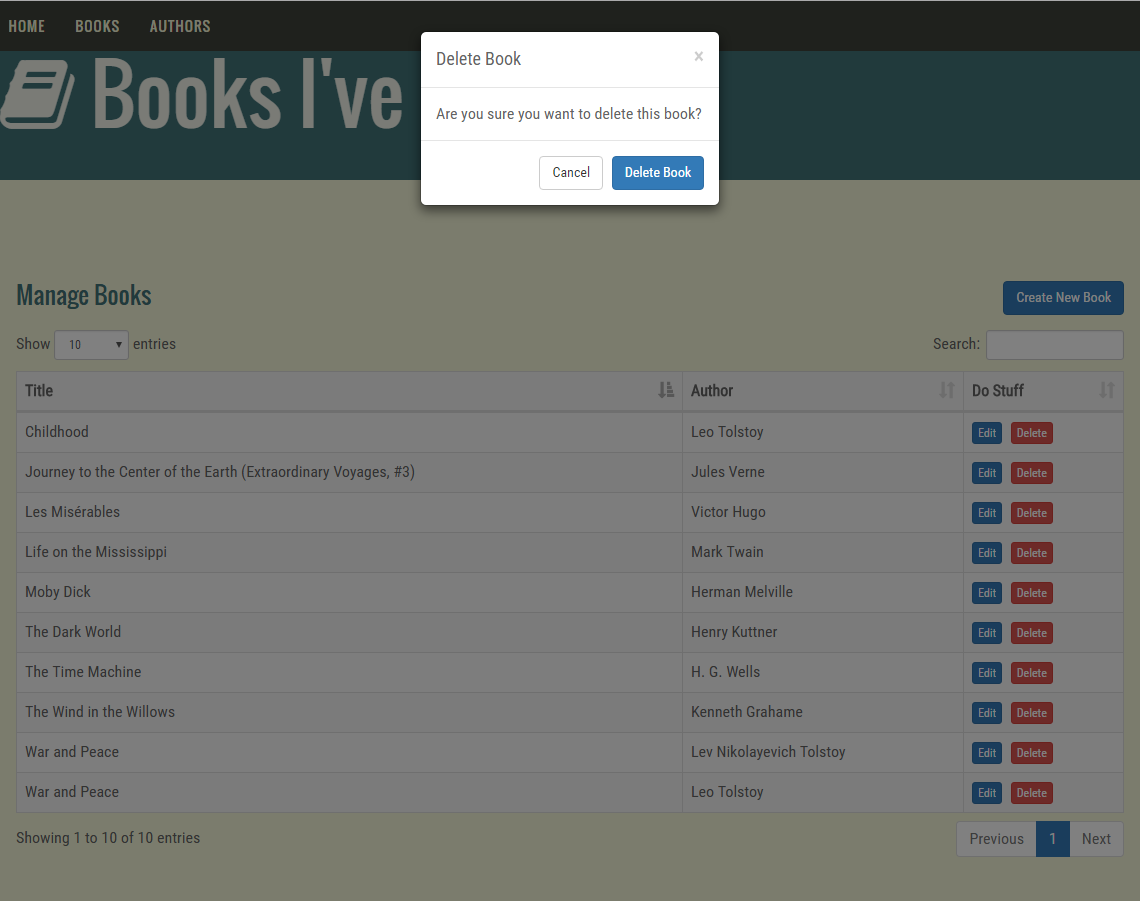 HOME BOOKS AUTHORS
Books I've
Delete Book ×
Are you sure you want to delete this book?
Cancel Delete Book
Manage Books Create New Book
Show 10 entries Search:
Title Author Do Stuff
Childhood Leo Tolstoy Edit Delete
Journey to the Center of the Earth (Extraordinary Voyages, #3) Jules Verne Edit Delete
Les Misérables Victor Hugo Edit Delete
Life on the Mississippi Mark Twain Edit Delete
Moby Dick Herman Melville Edit Delete
The Dark World Henry Kuttner Edit Delete
The Time Machine H. G. Wells Edit Delete
The Wind in the Willows Kenneth Grahame Edit Delete
War and Peace Lev Nikolayevich Tolstoy Edit Delete
War and Peace Leo Tolstoy Edit Delete
Showing 1 to 10 of 10 entries Previous 1 Next